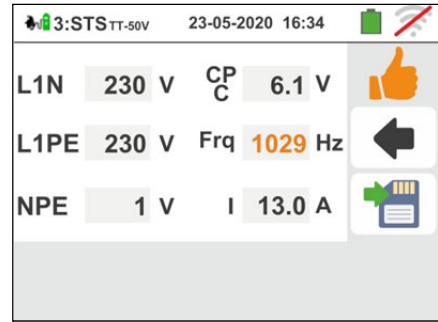 3:STS TT-50V 23-05-2020 16:34
L1N 230 V CP C 6.1 V
L1PE 230 V Frq 1029 Hz
NPE 1 V I 13.0 A